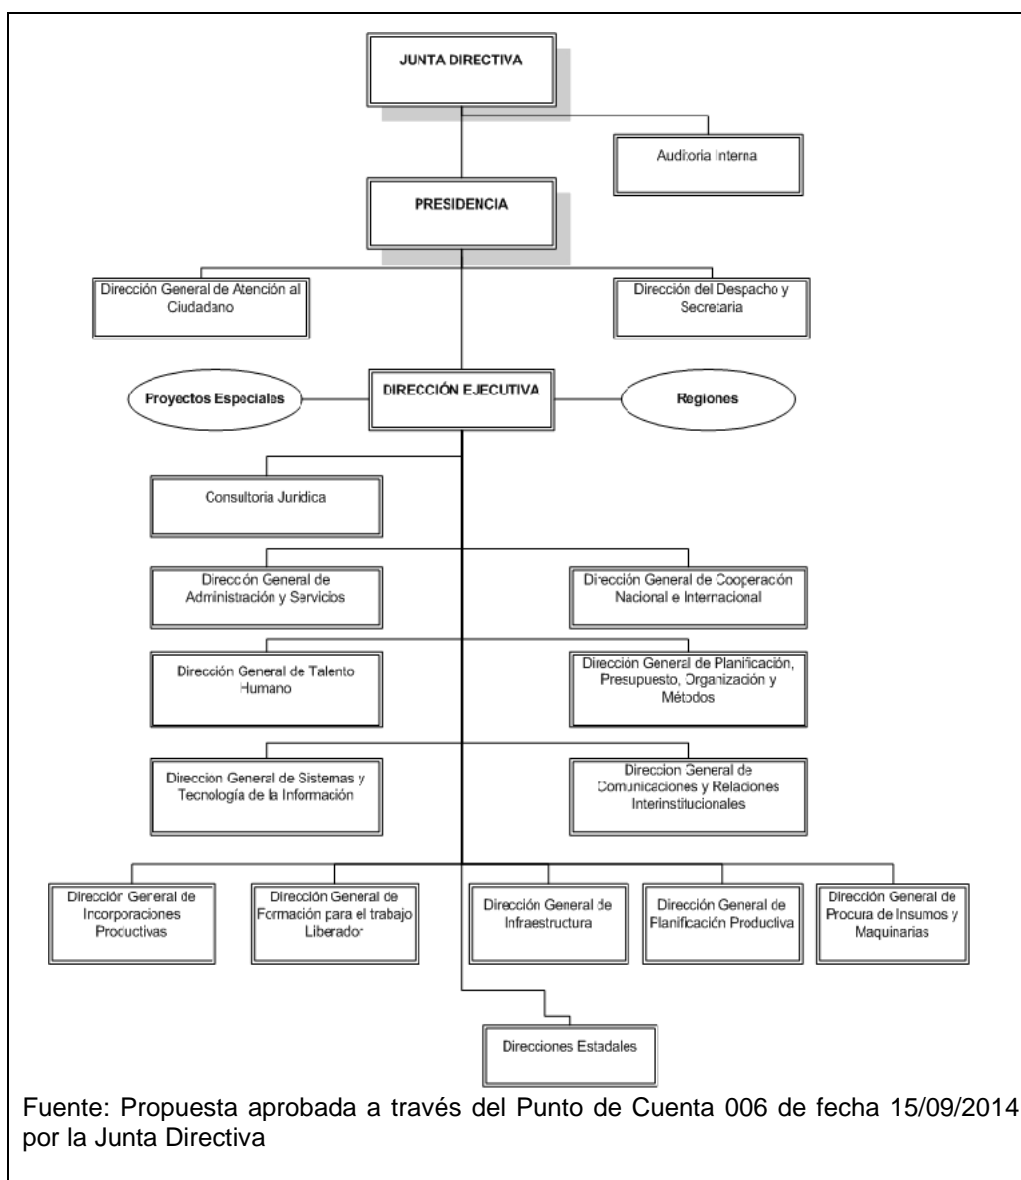 JUNTA DIRECTIVA
Auditoria Interna
PRESIDENCIA
Dirección General de Atención al
Ciudadano
Dirección del Despacho y
Secretaria
Proyectos Especiales
DIRECCIÓN EJECUTIVA
Regiones
Consultoria Jurídica
Direccón General de
Administración y Servicios
Dirección General de Cooperacón
Nacional e Internacional
Dirección General de Talento
Humano
Dirección General de Planificación,
Presupuesto, Organización y
Métodos
Direccion General de Sistemas y
Tecnología de la Información
Direccion General de
Comunicaciones y Relaciones
Interinstitucionales
Dirección General de
Incorporaciones
Productivas
Dirección General de
Formación para el trabajo
Liberador
Dirección General de
Infraestructura
Dirección General de
Planificación Productiva
Dirección General de
Procura de Insumos y
Maquinarias
Direcciones Estadales
Fuente: Propuesta aprobada a través del Punto de Cuenta 006 de fecha 15/09/2014
por la Junta Directiva